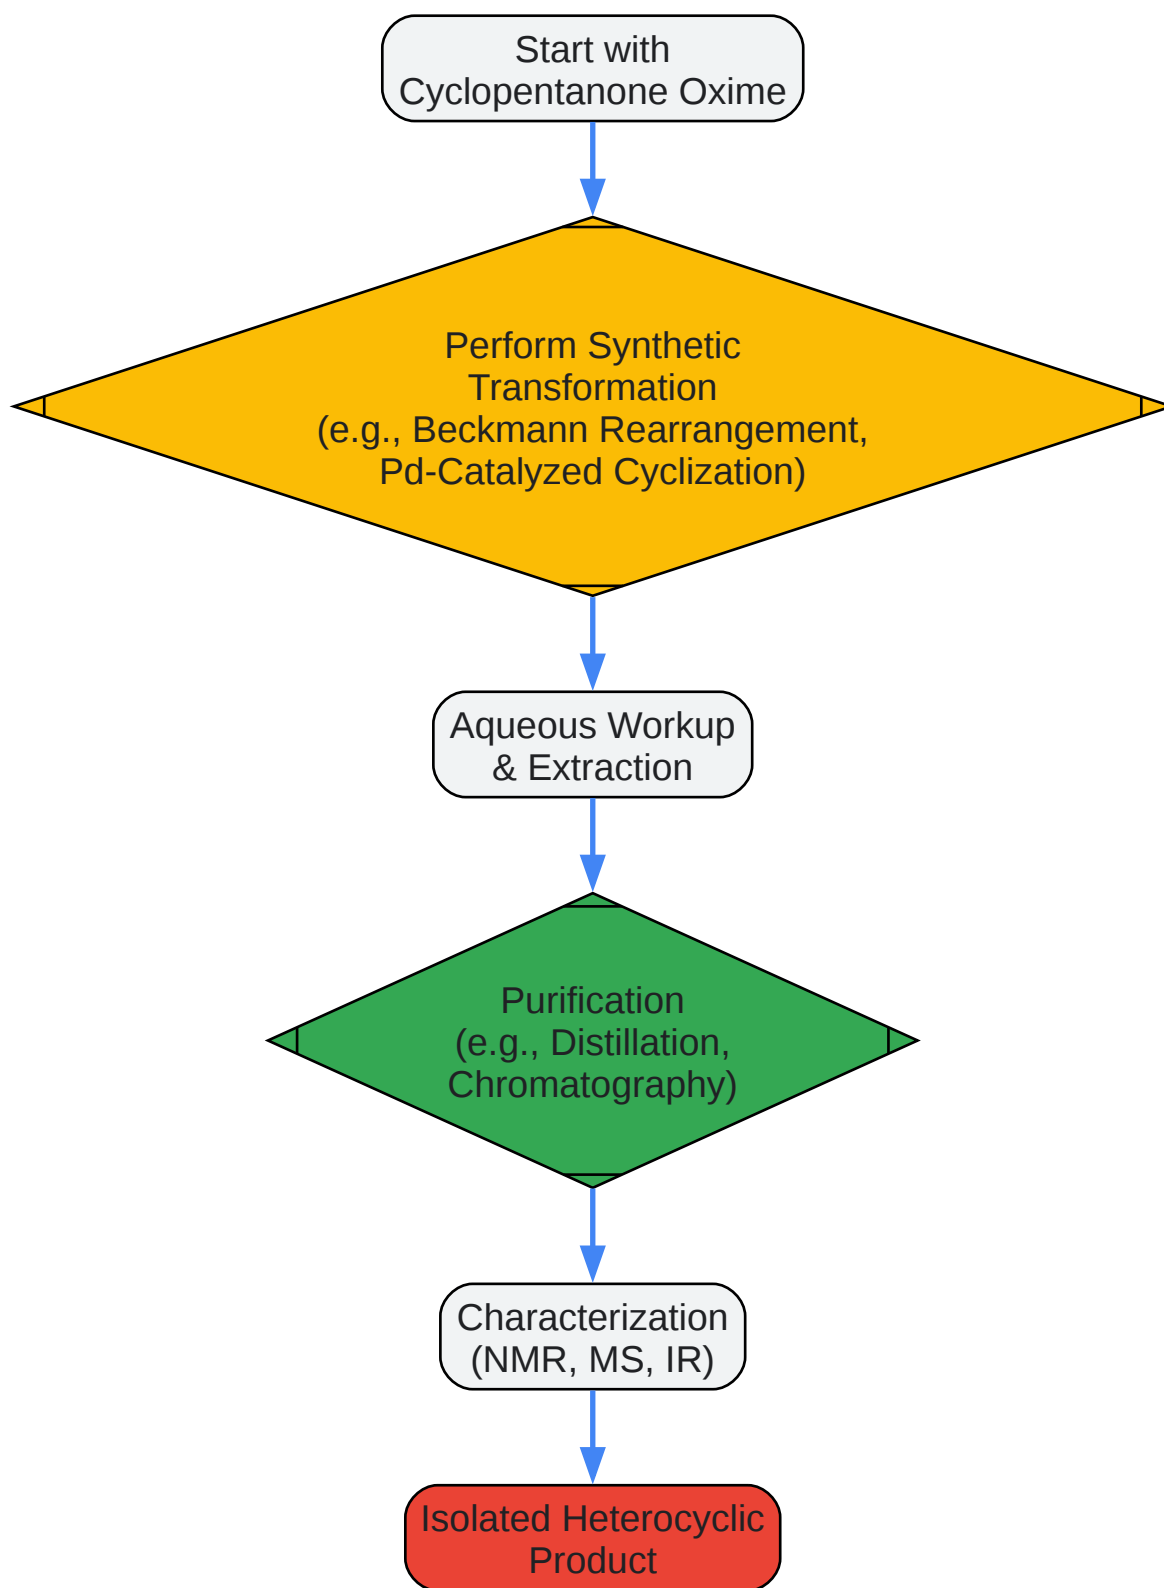 Start with
Cyclopentanone Oxime
Perform Synthetic
Transformation
(e.g., Beckmann Rearrangement,
Pd-Catalyzed Cyclization)
Aqueous Workup
& Extraction
Purification
(e.g., Distillation,
Chromatography)
Characterization
(NMR, MS, IR)
Isolated Heterocyclic
Product